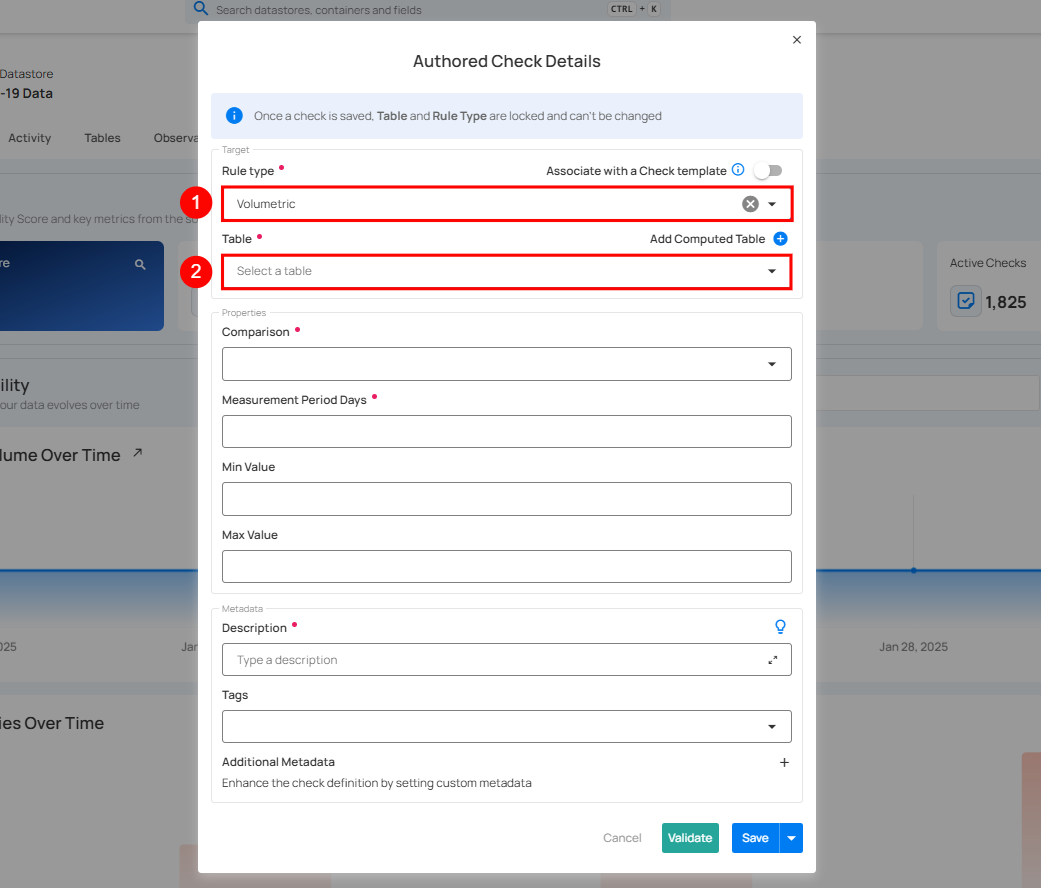 Search datastores, containers and fields
CTRL + K
Datastore
-19 Data
Activity
Tables
Observa
ility Score and key metrics from the so
re
Active Checks
1,825
ility
our data evolves over time
lume Over Time
025
Jan
Jan 28, 2025
ies Over Time
Authored Check Details
Once a check is saved, Table and Rule Type are locked and can't be changed
Target
Rule type
Associate with a Check template
1
Volumetric
Table
Add Computed Table
2
Select a table
Properties
Comparison
Measurement Period Days
Min Value
Max Value
Metadata
Description
Type a description
Tags
Additional Metadata
Enhance the check definition by setting custom metadata
Cancel
Validate
Save